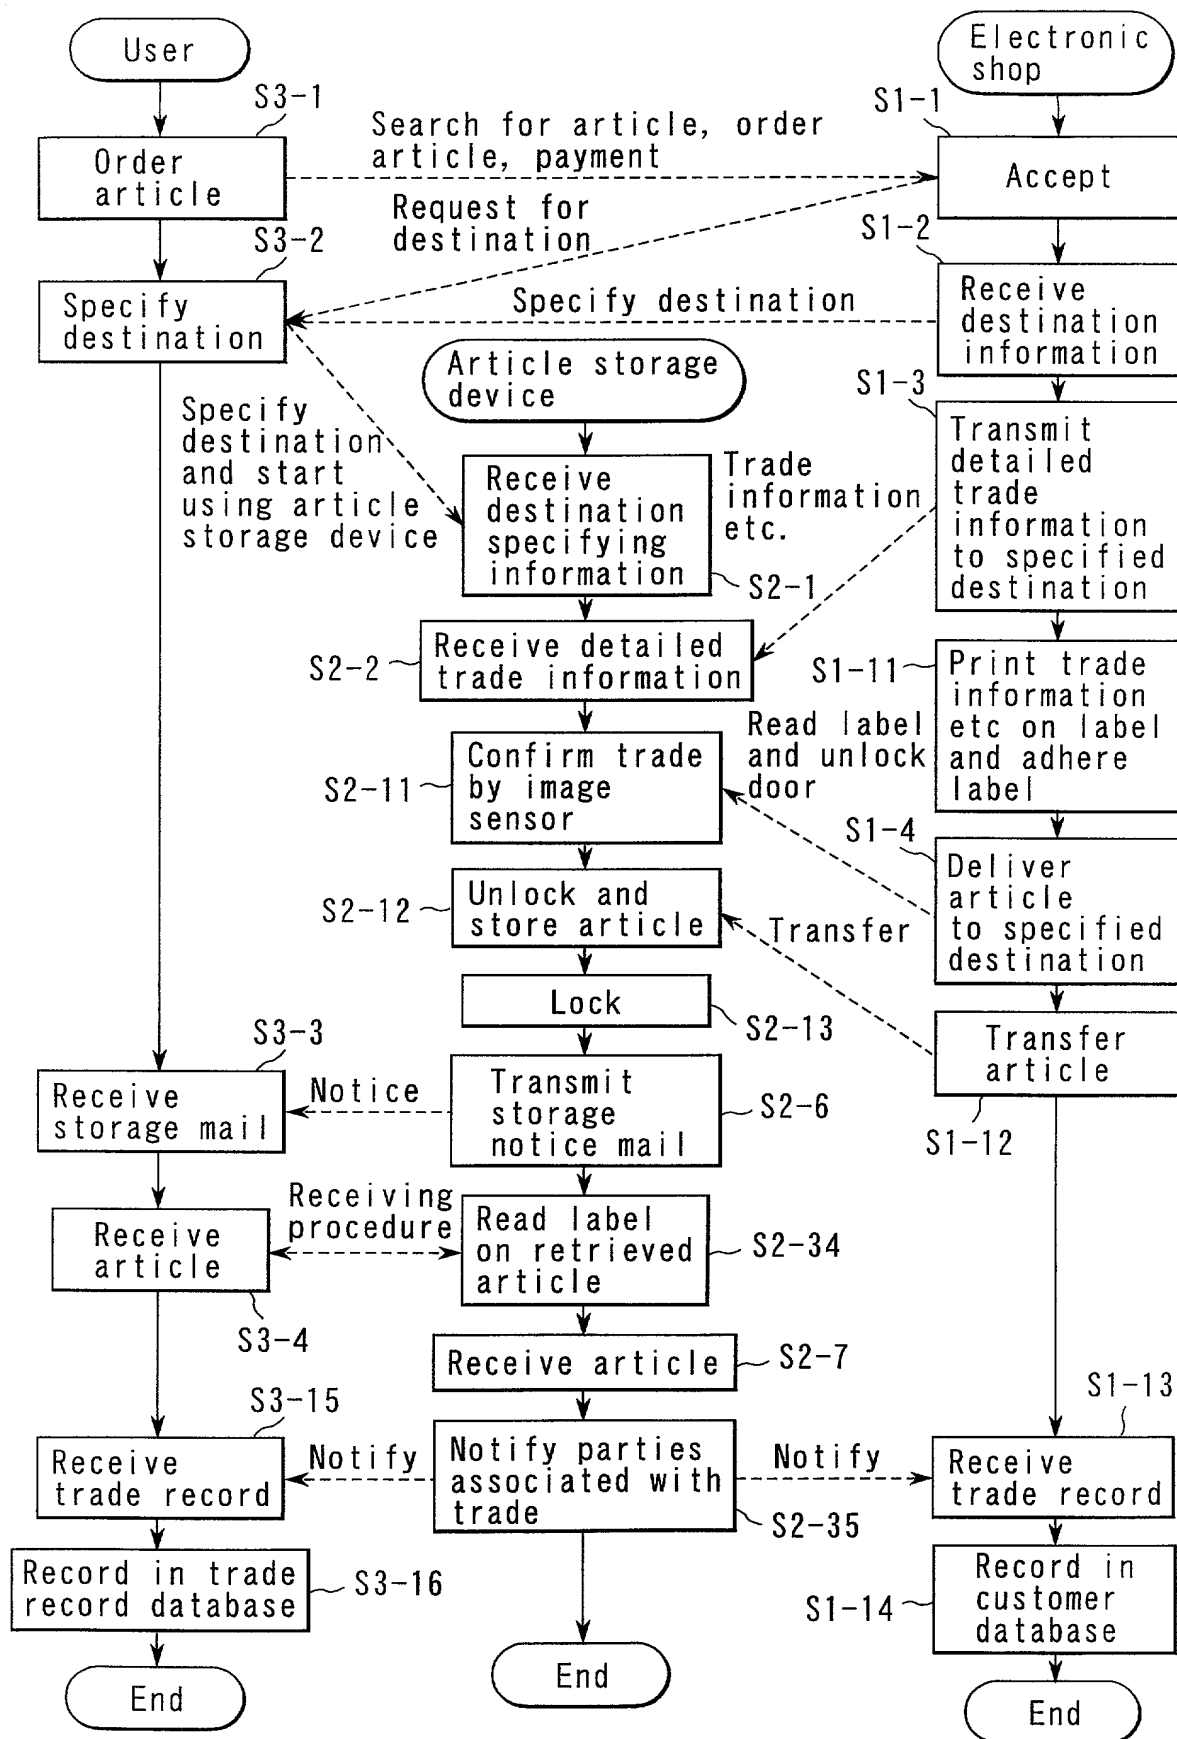 User
Electronic
shop
S3-1
S1-1
Order
article
Search for article, order
article, payment
Accept
Request for
destination
S3-2
S1-2
Specify
destination
Specify destination
Receive
destination
information
Article storage
device
S1-3
Specify
destination
and start
using article
storage device
Receive
destination
specifying
information
S2-1
Trade
information
etc.
Transmit
detailed
trade
information
to specified
destination
S2-2
Receive detailed
trade information
S1-11
Print trade
information
etc on label
and adhere
label
Read label
and unlock
door
S2-11
Confirm trade
by image
sensor
S1-4
Deliver
article
to specified
destination
S2-12
Unlock and
store article
Transfer
Lock
S2-13
Transfer
article
S1-12
S3-3
Receive
storage mail
Notice
Transmit
storage
notice mail
S2-6
Receiving
procedure
Receive
article
S3-4
Read label
on retrieved
article
S2-34
Receive article
S2-7
S3-15
S1-13
Receive
trade record
Notify
Notify parties
associated with
trade
S2-35
Notify
Receive
trade record
Record in trade
record database
S3-16
S1-14
Record in
customer
database
End
End
End